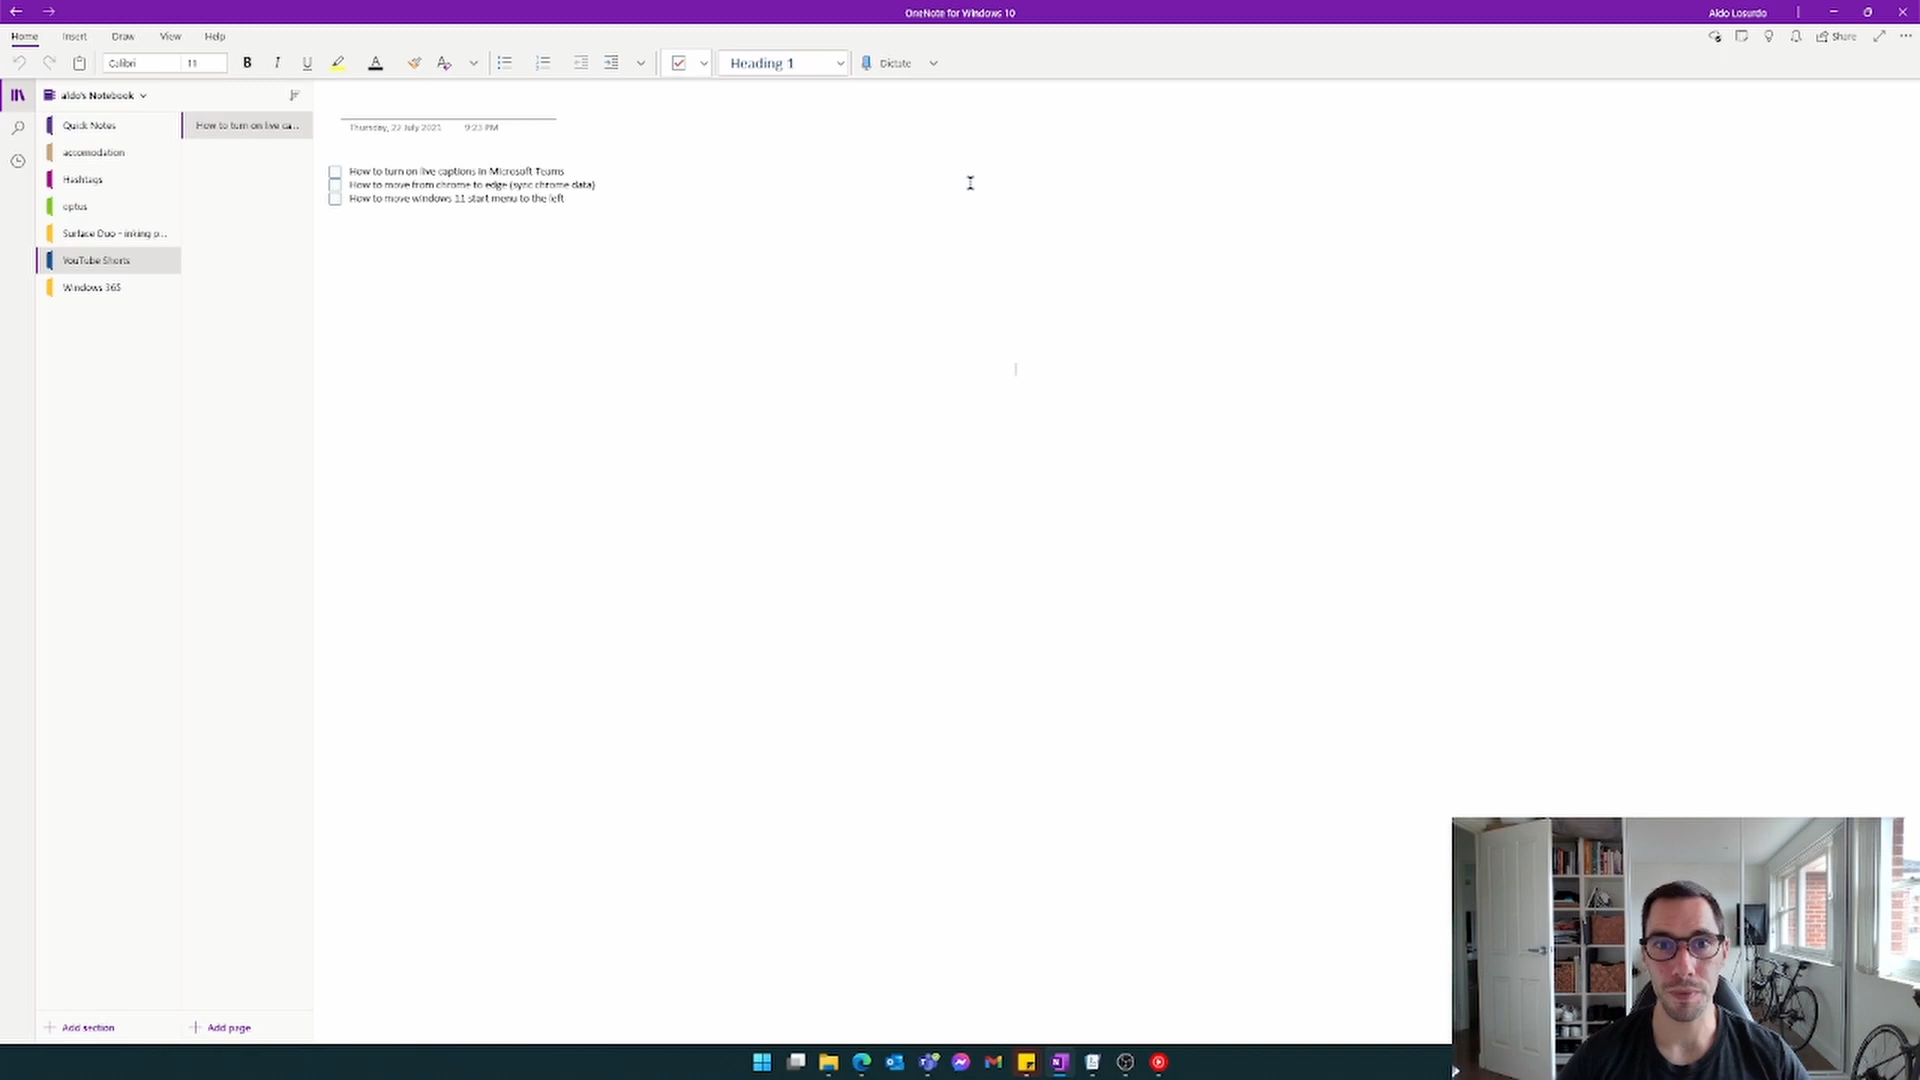 OneNote for Windows 10
Aldo Losurdo
Home
Insert
Draw
View
Help
Share
Calibri
11
B
I
U
A
Heading 1
Dictate
aldo's Notebook
Quick Notes
accomodation
Hashtags
optus
Surface Duo - inking p...
YouTube Shorts
Windows 365
How to turn on live ca...
Thursday, 22 July 2021
9:23 PM
How to turn on live captions in Microsoft Teams
How to move from chrome to edge (sync chrome data)
How to move windows 11 start menu to the left
Add section
Add page